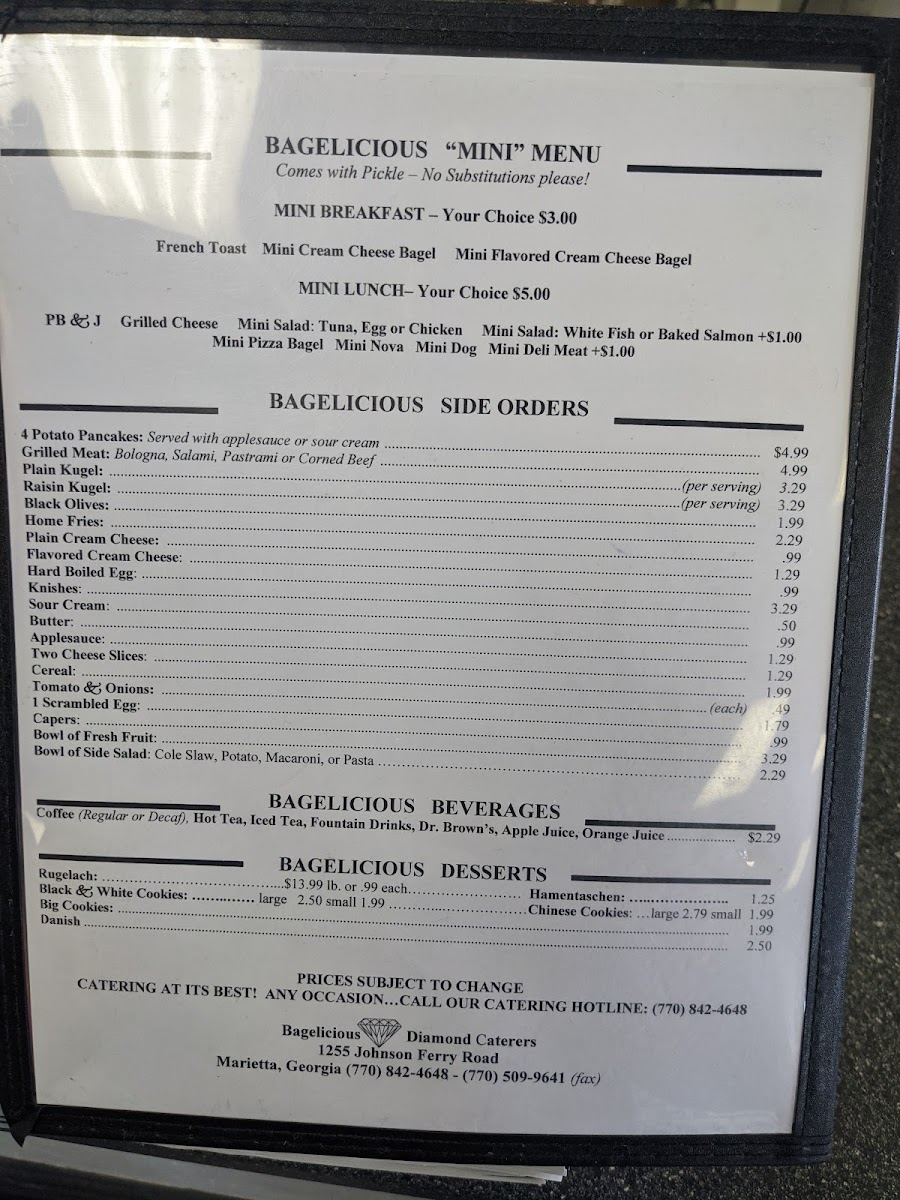 BAGELICIOUS “MINI” MENU
Comes with Pickle – No Substitutions please!
MINI BREAKFAST – Your Choice $3.00
French Toast Mini Cream Cheese Bagel Mini Flavored Cream Cheese Bagel
MINI LUNCH– Your Choice $5.00
PB & J Grilled Cheese Mini Salad: Tuna, Egg or Chicken Mini Salad: White Fish or Baked Salmon +$1.00
Mini Pizza Bagel Mini Nova Mini Dog Mini Deli Meat +$1.00
BAGELICIOUS SIDE ORDERS
4 Potato Pancakes: Served with applesauce or sour cream ........ $4.99
Grilled Meat: Bologna, Salami, Pastrami or Corned Beef ........ 4.99
Plain Kugel: ........ (per serving) 3.29
Raisin Kugel: ........ (per serving) 3.29
Black Olives: ........ 1.99
Home Fries: ........ 2.29
Plain Cream Cheese: ........ .99
Flavored Cream Cheese: ........ 1.29
Hard Boiled Egg: ........ .99
Knishes: ........ 3.29
Sour Cream: ........ .50
Butter: ........ .99
Applesauce: ........ 1.29
Two Cheese Slices: ........ 1.29
Cereal: ........ 1.99
Tomato & Onions: ........ (each) .49
1 Scrambled Egg: ........ 1.79
Capers: ........ .99
Bowl of Fresh Fruit: ........ 3.29
Bowl of Side Salad: Cole Slaw, Potato, Macaroni, or Pasta ........ 2.29
BAGELICIOUS BEVERAGES
Coffee (Regular or Decaf), Hot Tea, Iced Tea, Fountain Drinks, Dr. Brown’s, Apple Juice, Orange Juice ........ $2.29
BAGELICIOUS DESSERTS
Rugelach: ........ $13.99 lb. or .99 each ........ Hamentaschen: ........ 1.25
Black & White Cookies: ........ large 2.50 small 1.99 ........ Chinese Cookies: ... large 2.79 small 1.99
Big Cookies: ........ 1.99
Danish ........ 2.50
PRICES SUBJECT TO CHANGE
CATERING AT ITS BEST! ANY OCCASION…CALL OUR CATERING HOTLINE: (770) 842-4648
Bagelicious Diamond Caterers
1255 Johnson Ferry Road
Marietta, Georgia (770) 842-4648 - (770) 509-9641 (fax)